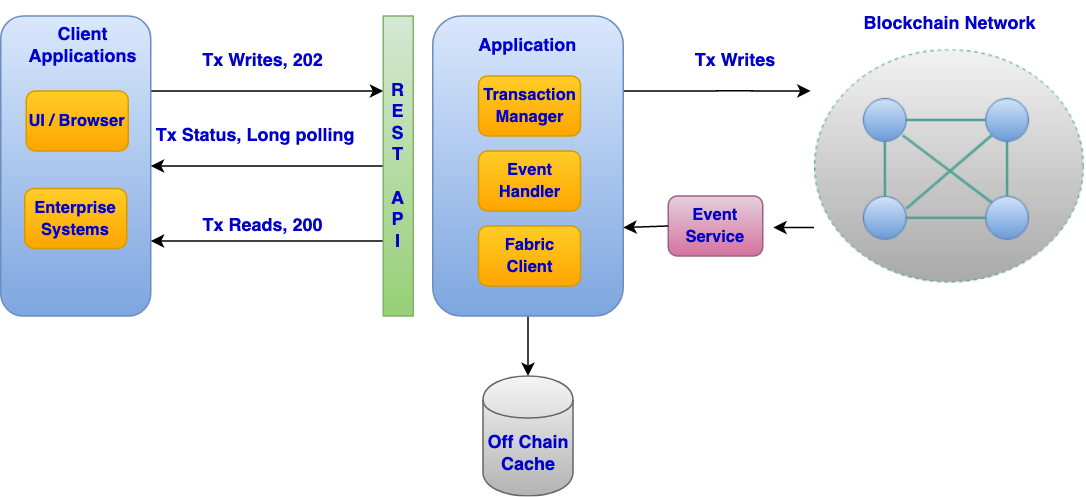 Client
Applications
UI / Browser
Enterprise
Systems
Tx Writes, 202
Tx Status, Long polling
Tx Reads, 200
REST API
Application
Transaction
Manager
Event
Handler
Fabric
Client
Tx Writes
Event
Service
Blockchain Network
Off Chain
Cache